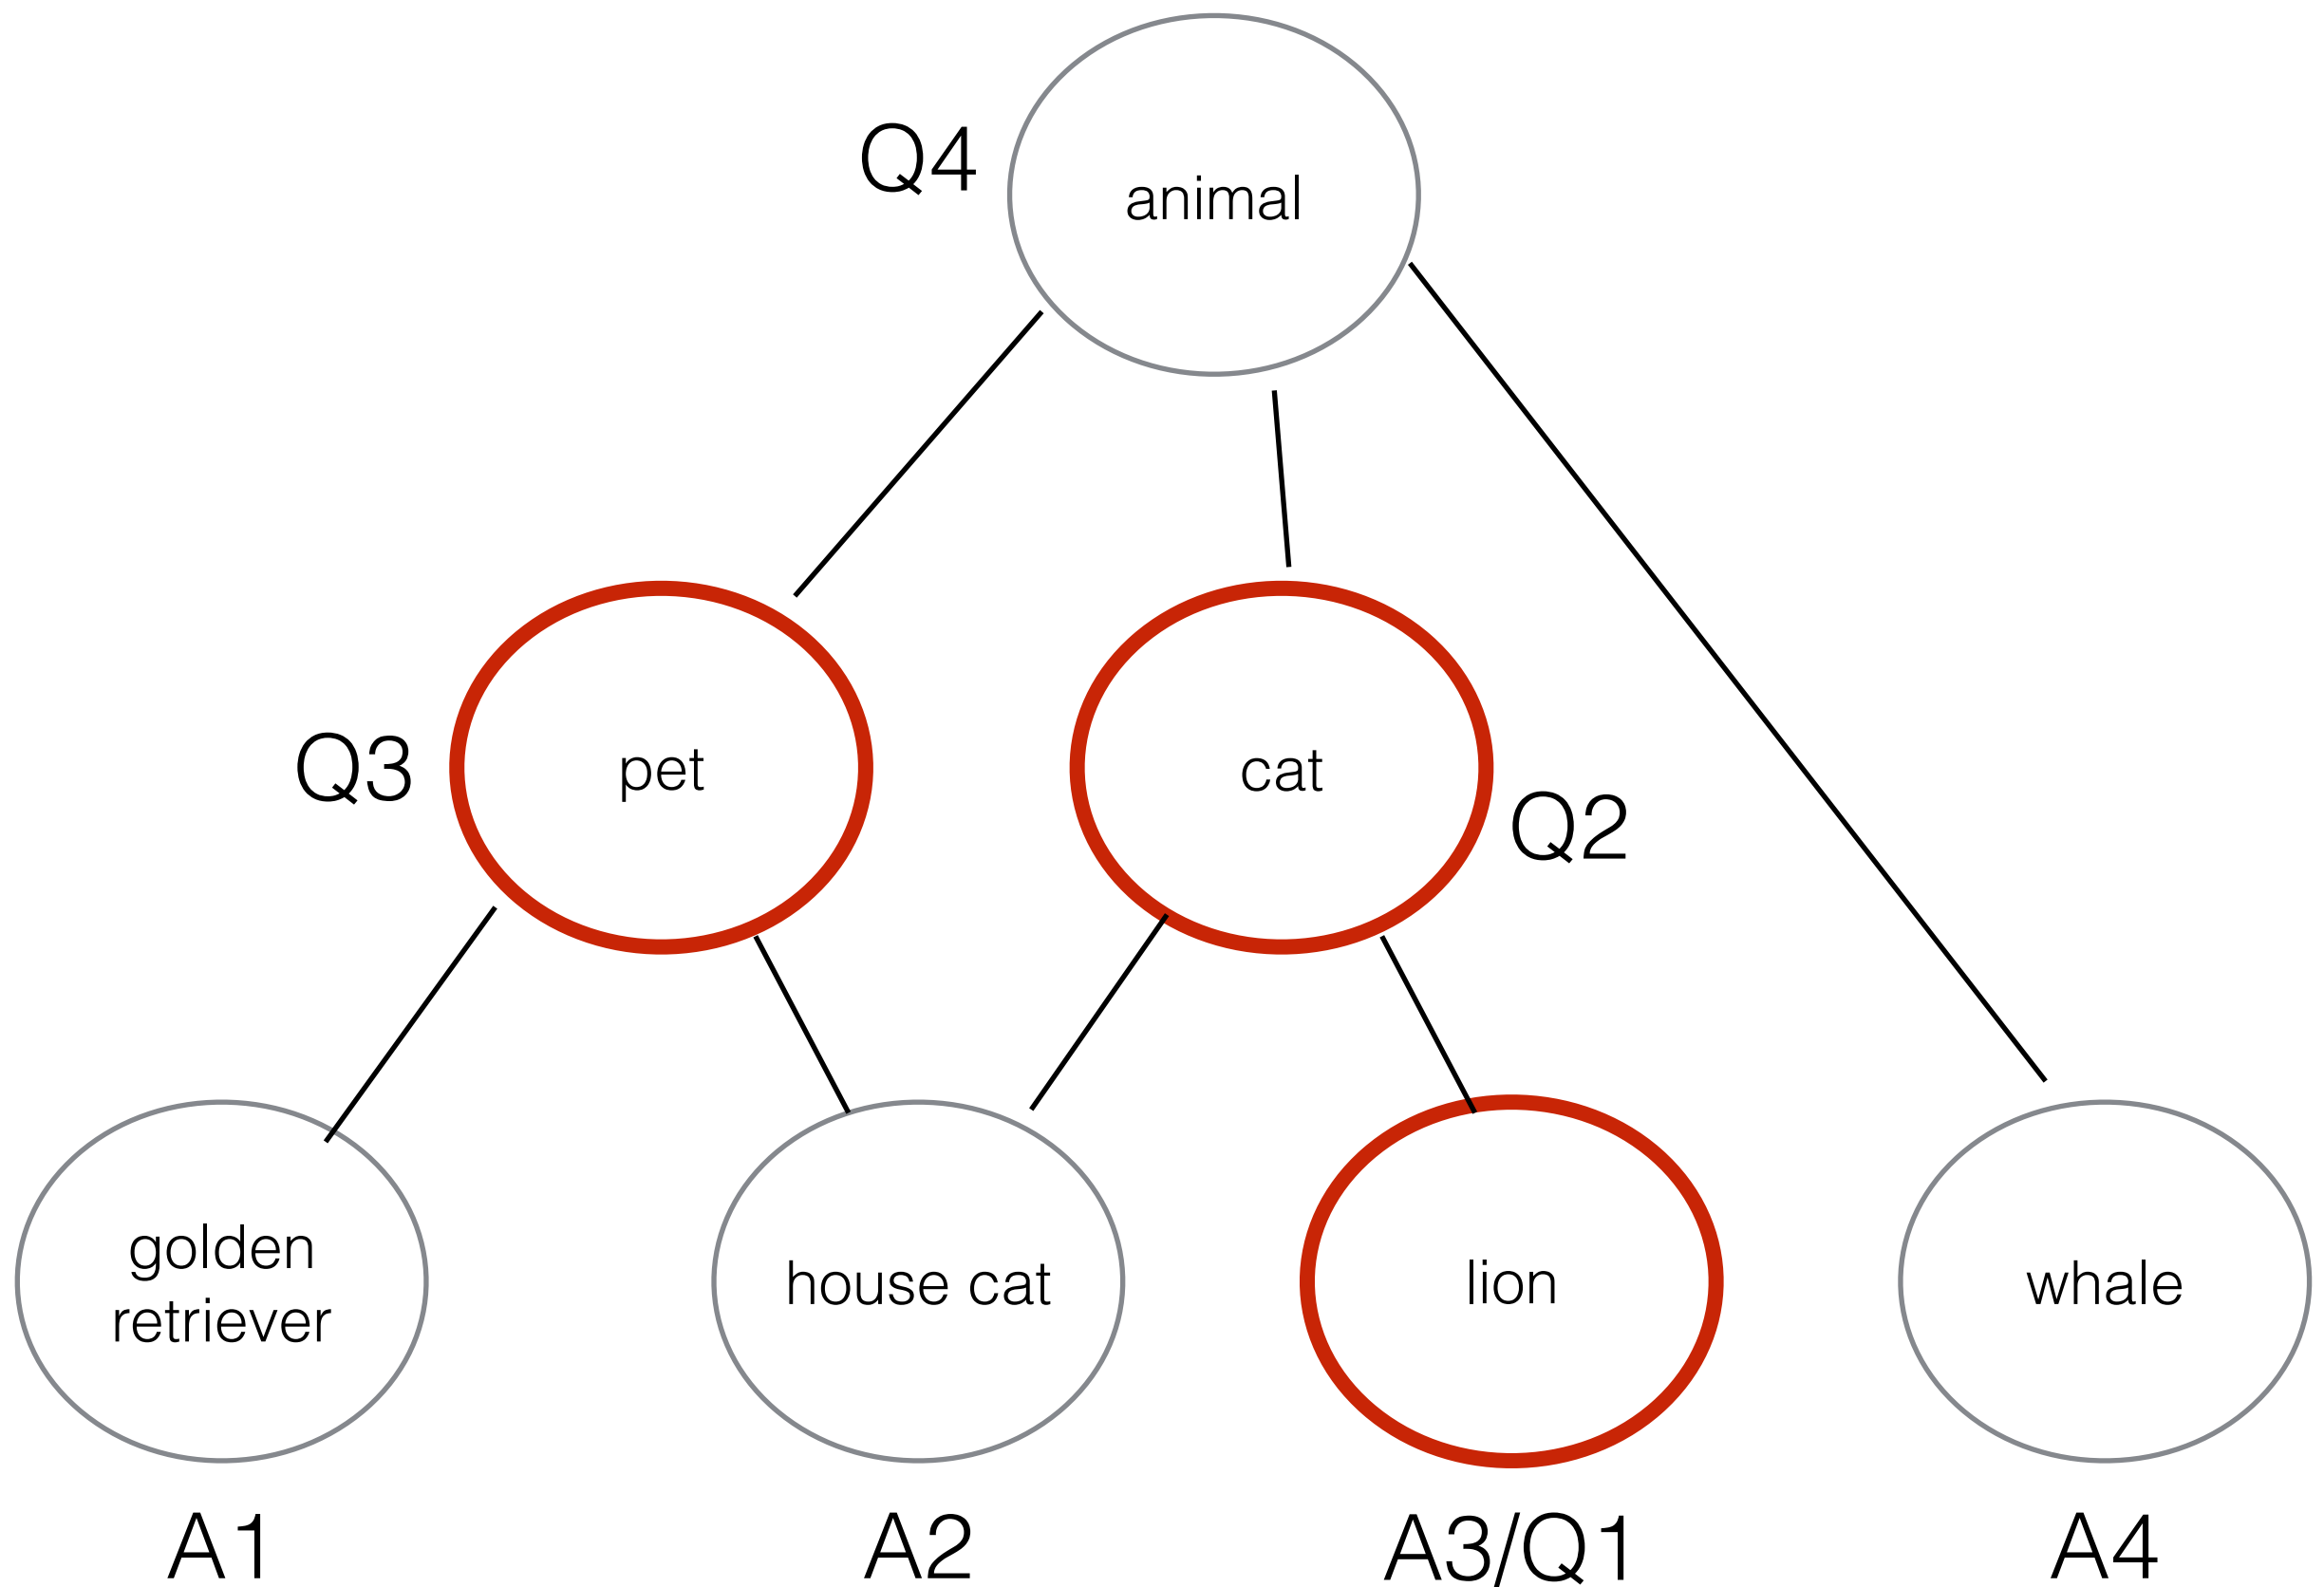 Q4
animal
Q3
pet
cat
Q2
golden
retriever
house cat
lion
whale
A1
A2
A3/Q1
A4